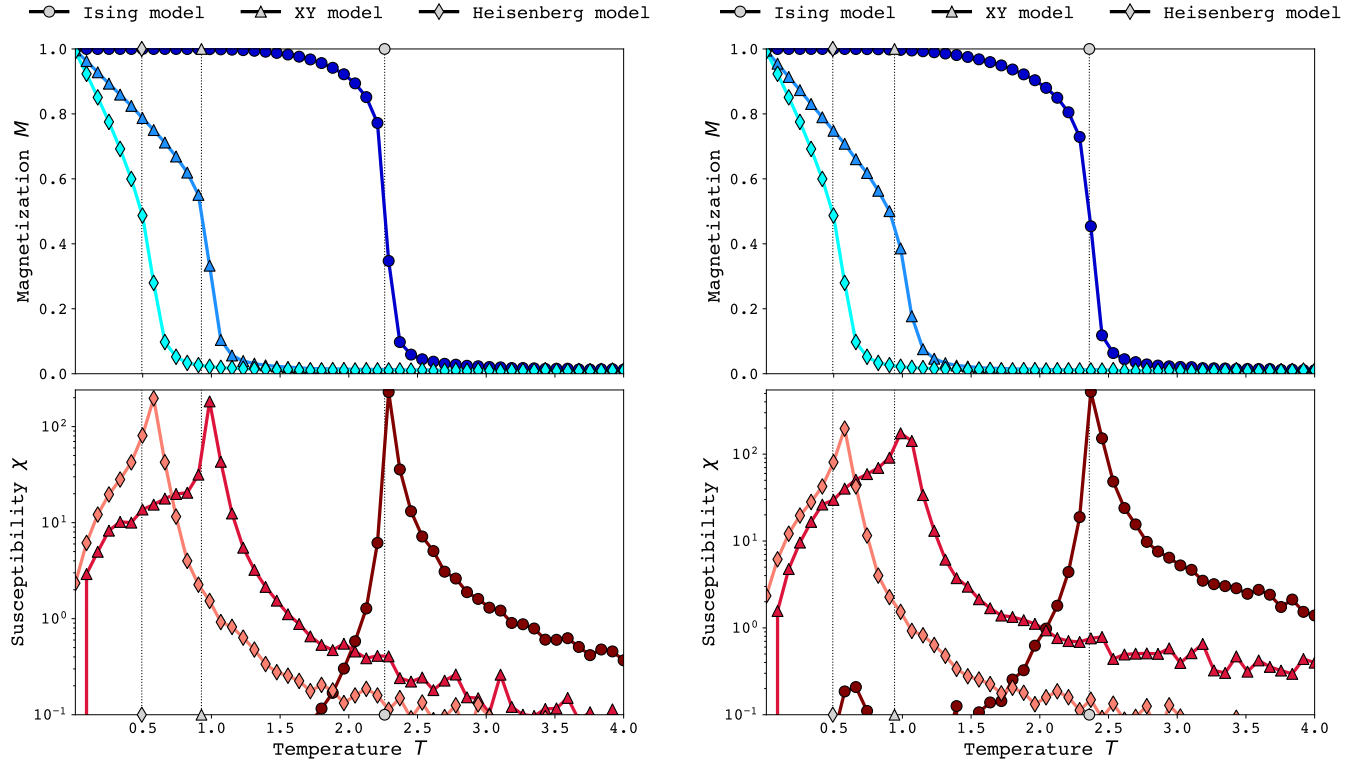 Ising model XY model Heisenberg model
1.0
0.8
0.6
0.4
0.2
0.0
Magnetization M
10²
10¹
10⁰
10⁻¹
Susceptibility χ
0.5 1.0 1.5 2.0 2.5 3.0 3.5 4.0
Temperature T
Ising model XY model Heisenberg model
1.0
0.8
0.6
0.4
0.2
0.0
Magnetization M
10²
10¹
10⁰
10⁻¹
Susceptibility χ
0.5 1.0 1.5 2.0 2.5 3.0 3.5 4.0
Temperature T